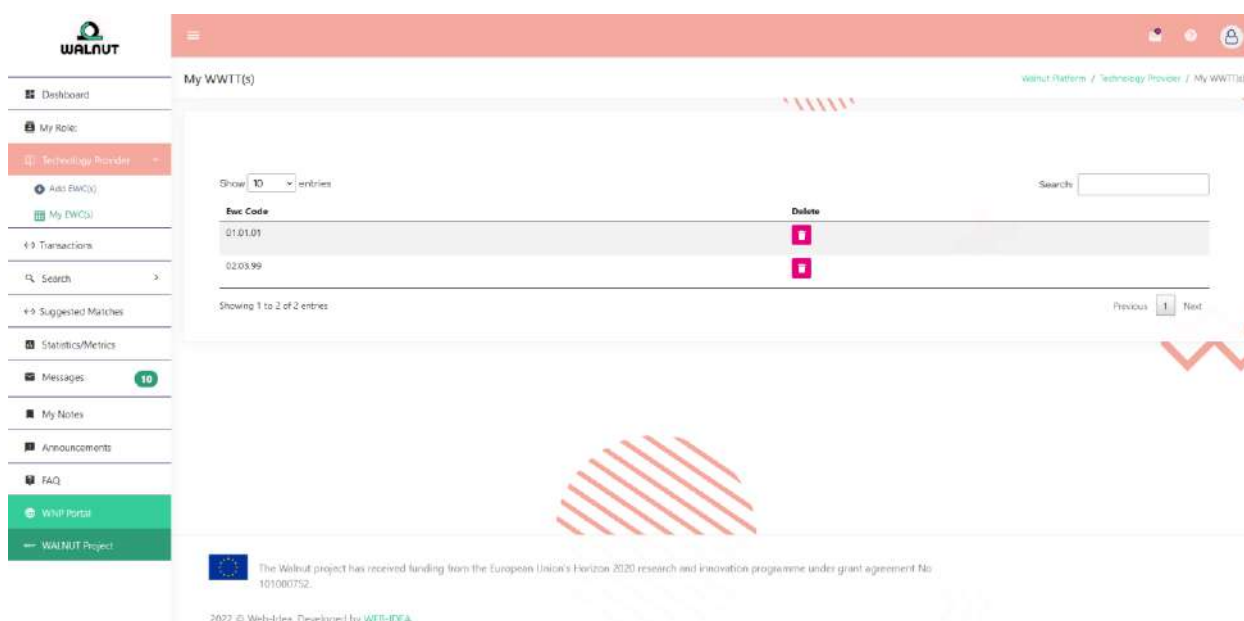 WALNUT
Dashboard
My Role:
Technology Provider
Add EWC(s)
My EWC(s)
Transactions
Search
Suggested Matches
Statistics/Metrics
Messages 10
My Notes
Announcements
FAQ
WNP Portal
WALNUT Project
My WWTT(s)
Walnut Platform / Technology Provider / My WWTT(s)
Show 10 entries
Search:
Ewc Code Delete
01.01.01
02.03.99
Showing 1 to 2 of 2 entries
Previous 1 Next
The Walnut project has received funding from the European Union's Horizon 2020 research and innovation programme under grant agreement No
101000752.
2022 © Web-Idea. Developed by WEB-IDEA